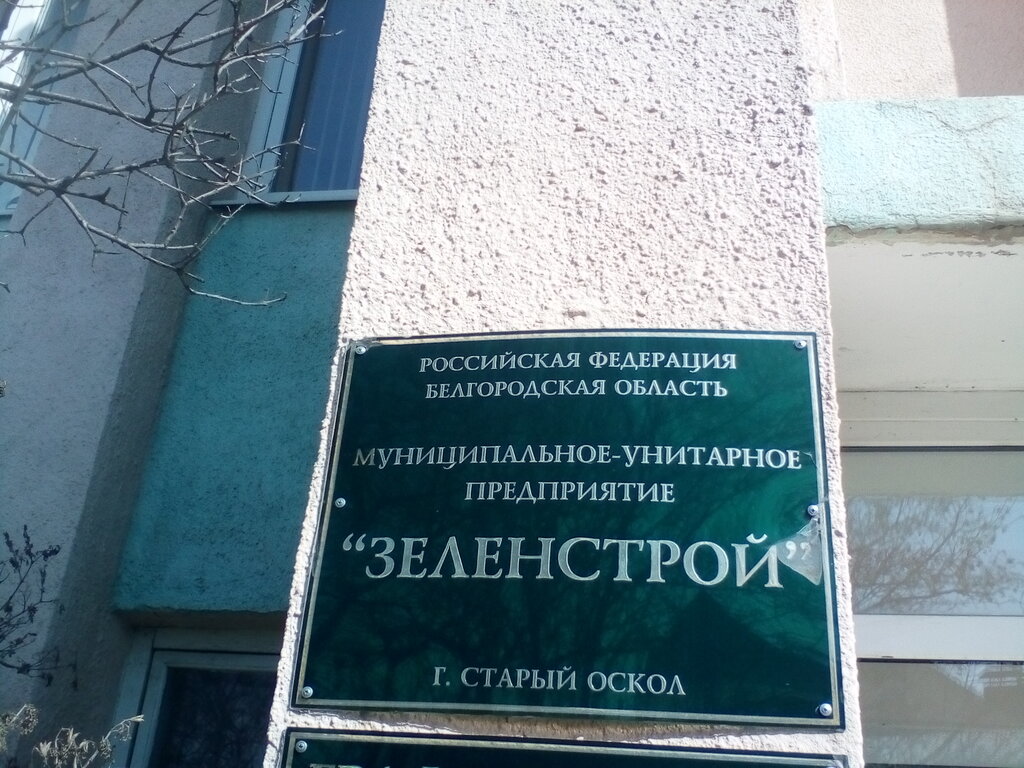 РОССИЙСКАЯ ФЕДЕРАЦИЯ
БЕЛГОРОДСКАЯ ОБЛАСТЬ
МУНИЦИПАЛЬНОЕ-УНИТАРНОЕ
ПРЕДПРИЯТИЕ
“ЗЕЛЕНСТРОЙ”
Г. СТАРЫЙ ОСКОЛ